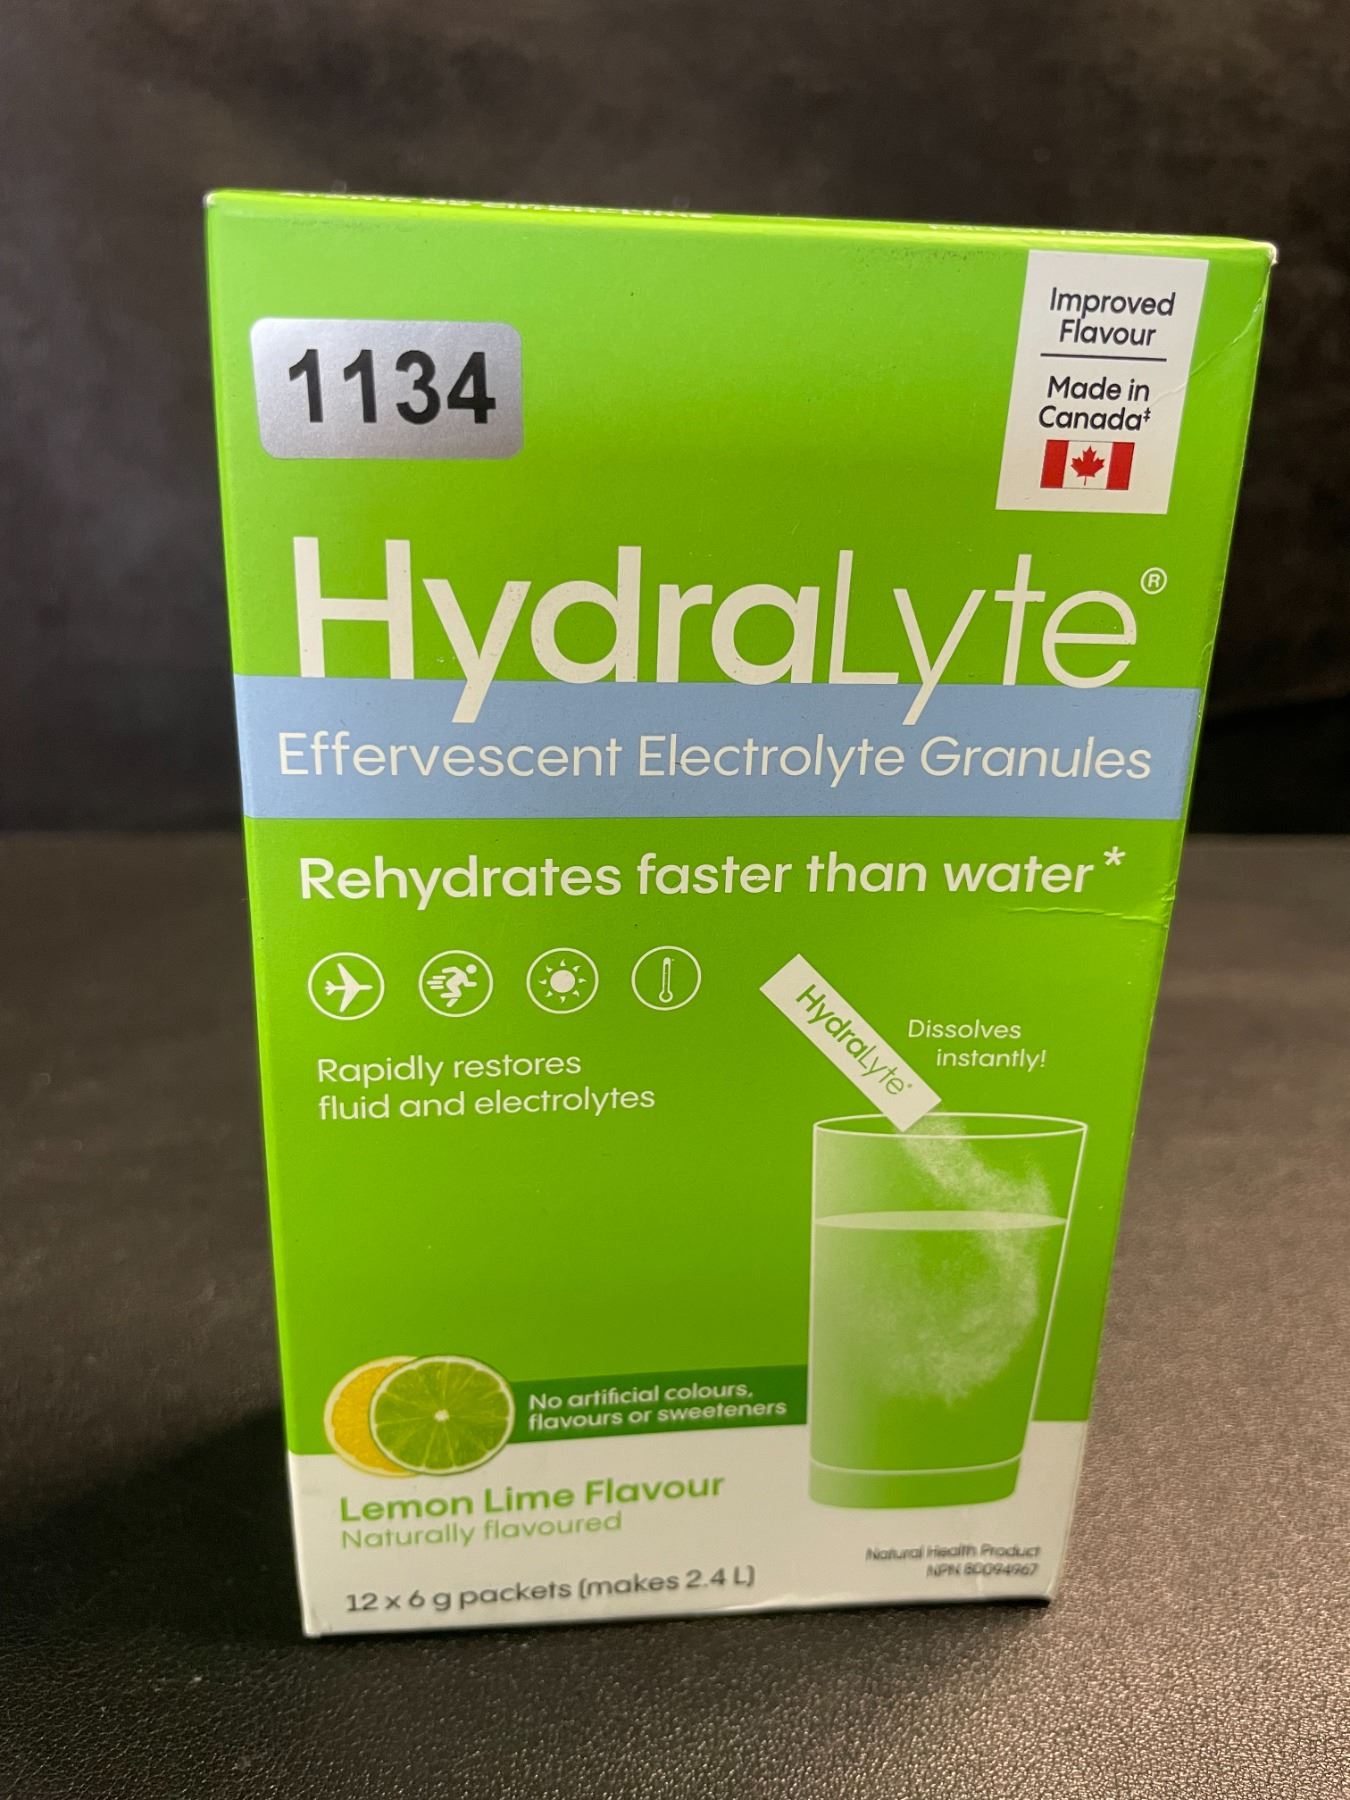 1134
Improved
Flavour
Made in
Canada‡
HydraLyte®
Effervescent Electrolyte Granules
Rehydrates faster than water*
HydraLyte®
Dissolves
instantly!
Rapidly restores
fluid and electrolytes
No artificial colours,
flavours or sweeteners
Lemon Lime Flavour
Naturally flavoured
12 x 6 g packets (makes 2.4 L)
Natural Health Product
NPN 80094967